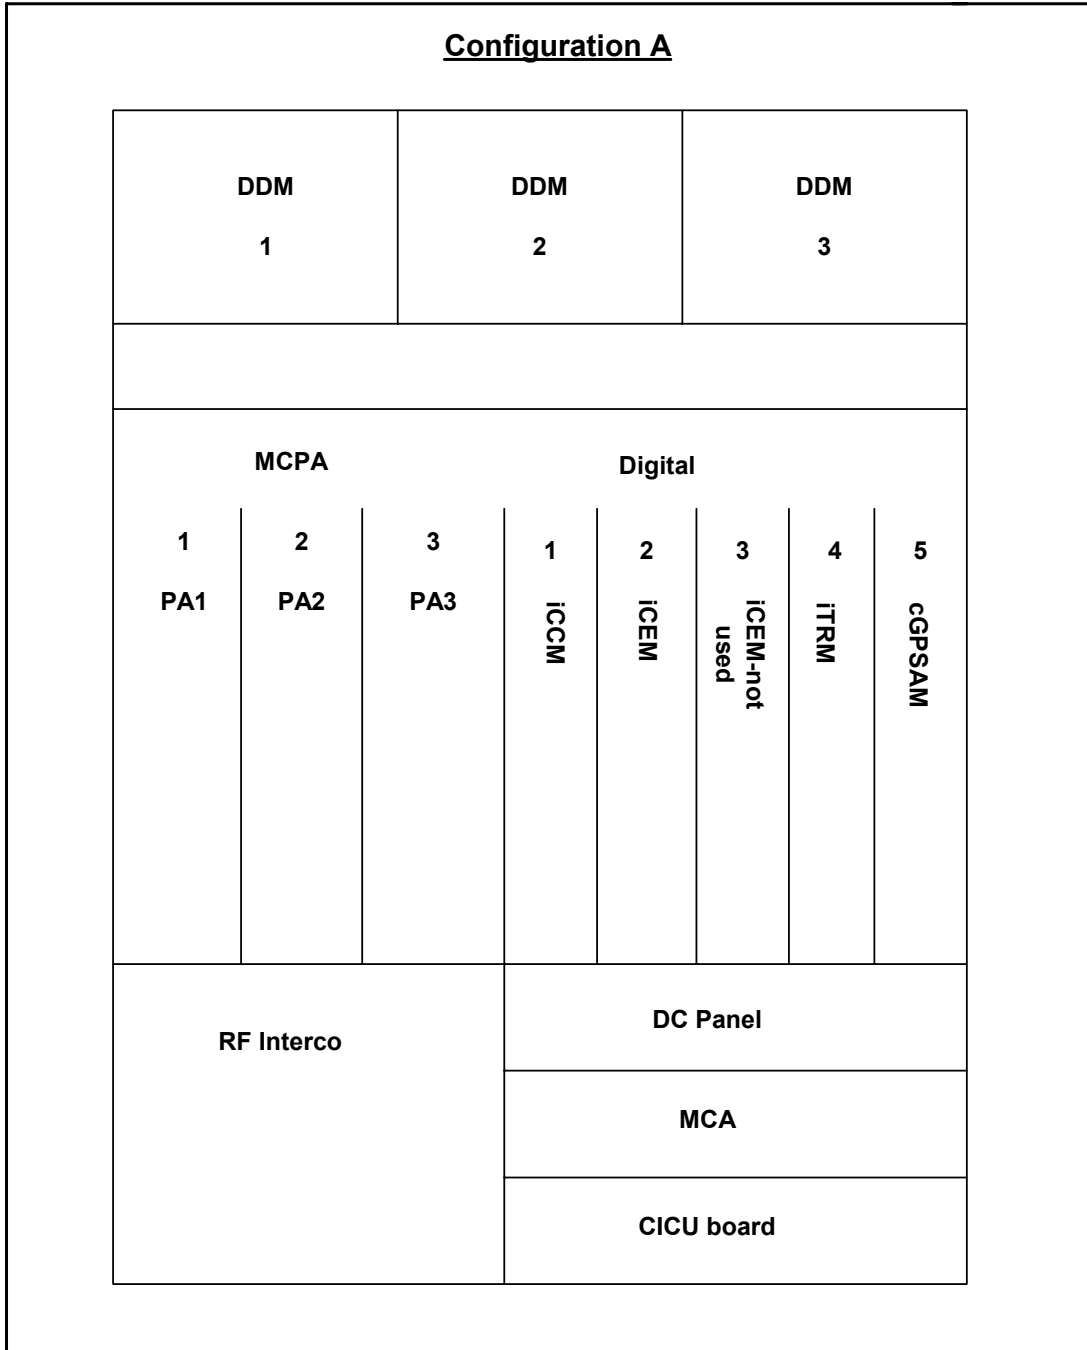 Configuration A
DDM
1
DDM
2
DDM
3
MCPA
Digital
1
PA1
2
PA2
3
PA3
1
iCCM
2
iCEM
3
iCEM-not
used
4
iTRM
5
cGPSAM
RF Interco
DC Panel
MCA
CICU board